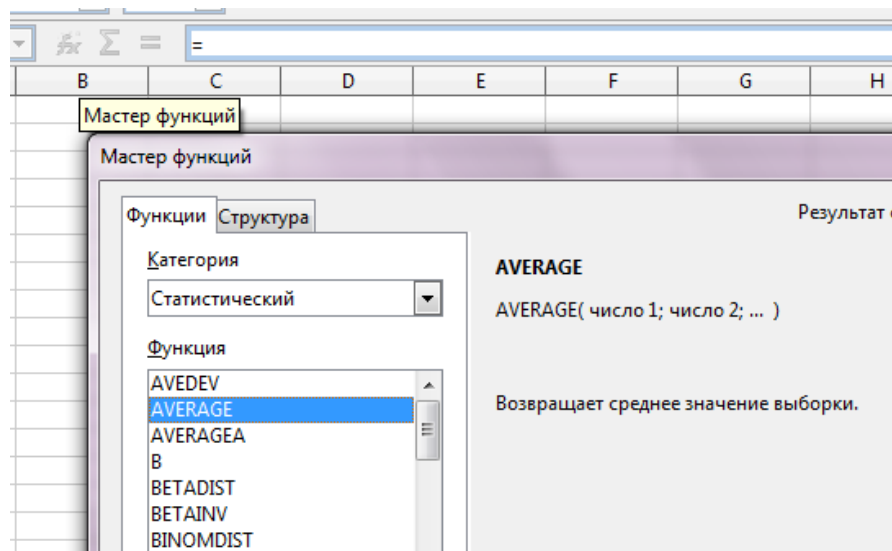 fx Σ = =
B C D E F G H
Мастер функций
Мастер функций
Функции Структура
Результат
Категория
Статистический
AVERAGE
AVERAGE( число 1; число 2; ... )
Функция
AVEDEV
AVERAGE
Возвращает среднее значение выборки.
AVERAGEA
B
BETADIST
BETAINV
BINOMDIST